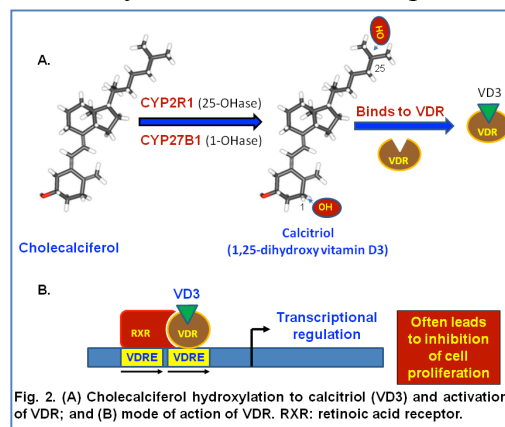 A.
HO
25
CYP2R1 (25-OHase)
CYP27B1 (1-OHase)
Binds to VDR
VDR
VD3
VDR
1
OH
Cholecalciferol
Calcitriol
(1,25-dihydroxy vitamin D3)
B.
VD3
RXR
VDR
VDRE
VDRE
Transcriptional
regulation
Often leads
to inhibition
of cell
proliferation
Fig. 2. (A) Cholecalciferol hydroxylation to calcitriol (VD3) and activation
of VDR; and (B) mode of action of VDR. RXR: retinoic acid receptor.